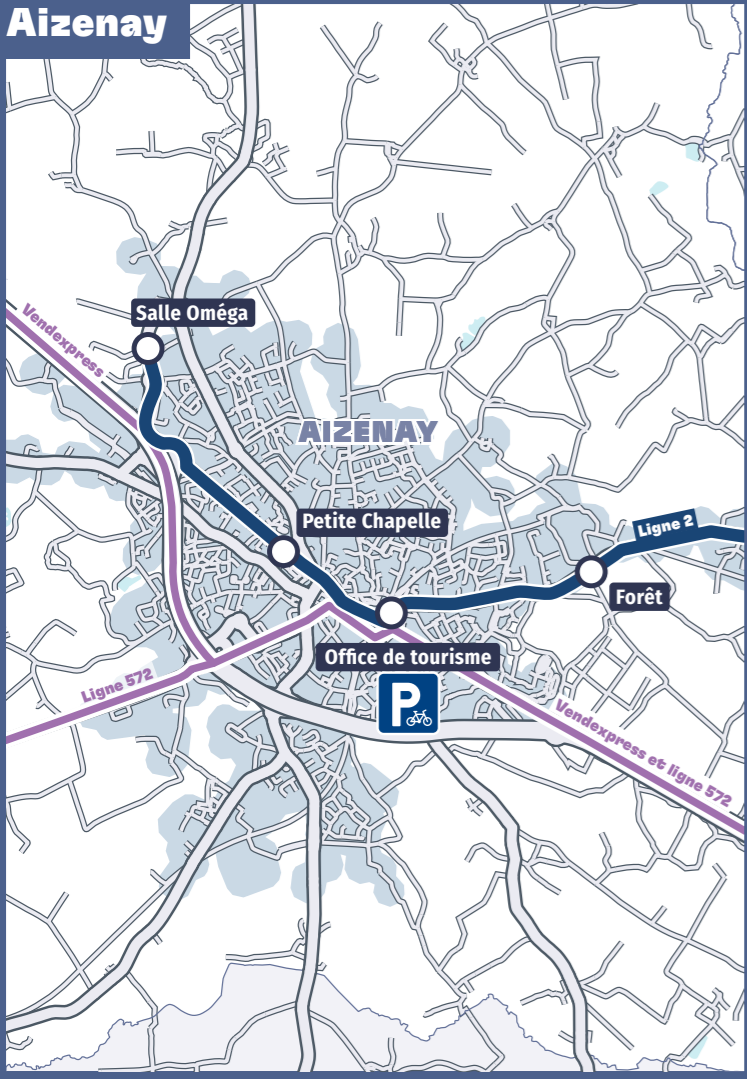 Aizenay
Salle Oméga
Vendexpress
AIZENAY
Petite Chapelle
Ligne 2
Forêt
Office de tourisme
Ligne 572
P
Vendexpress et ligne 572